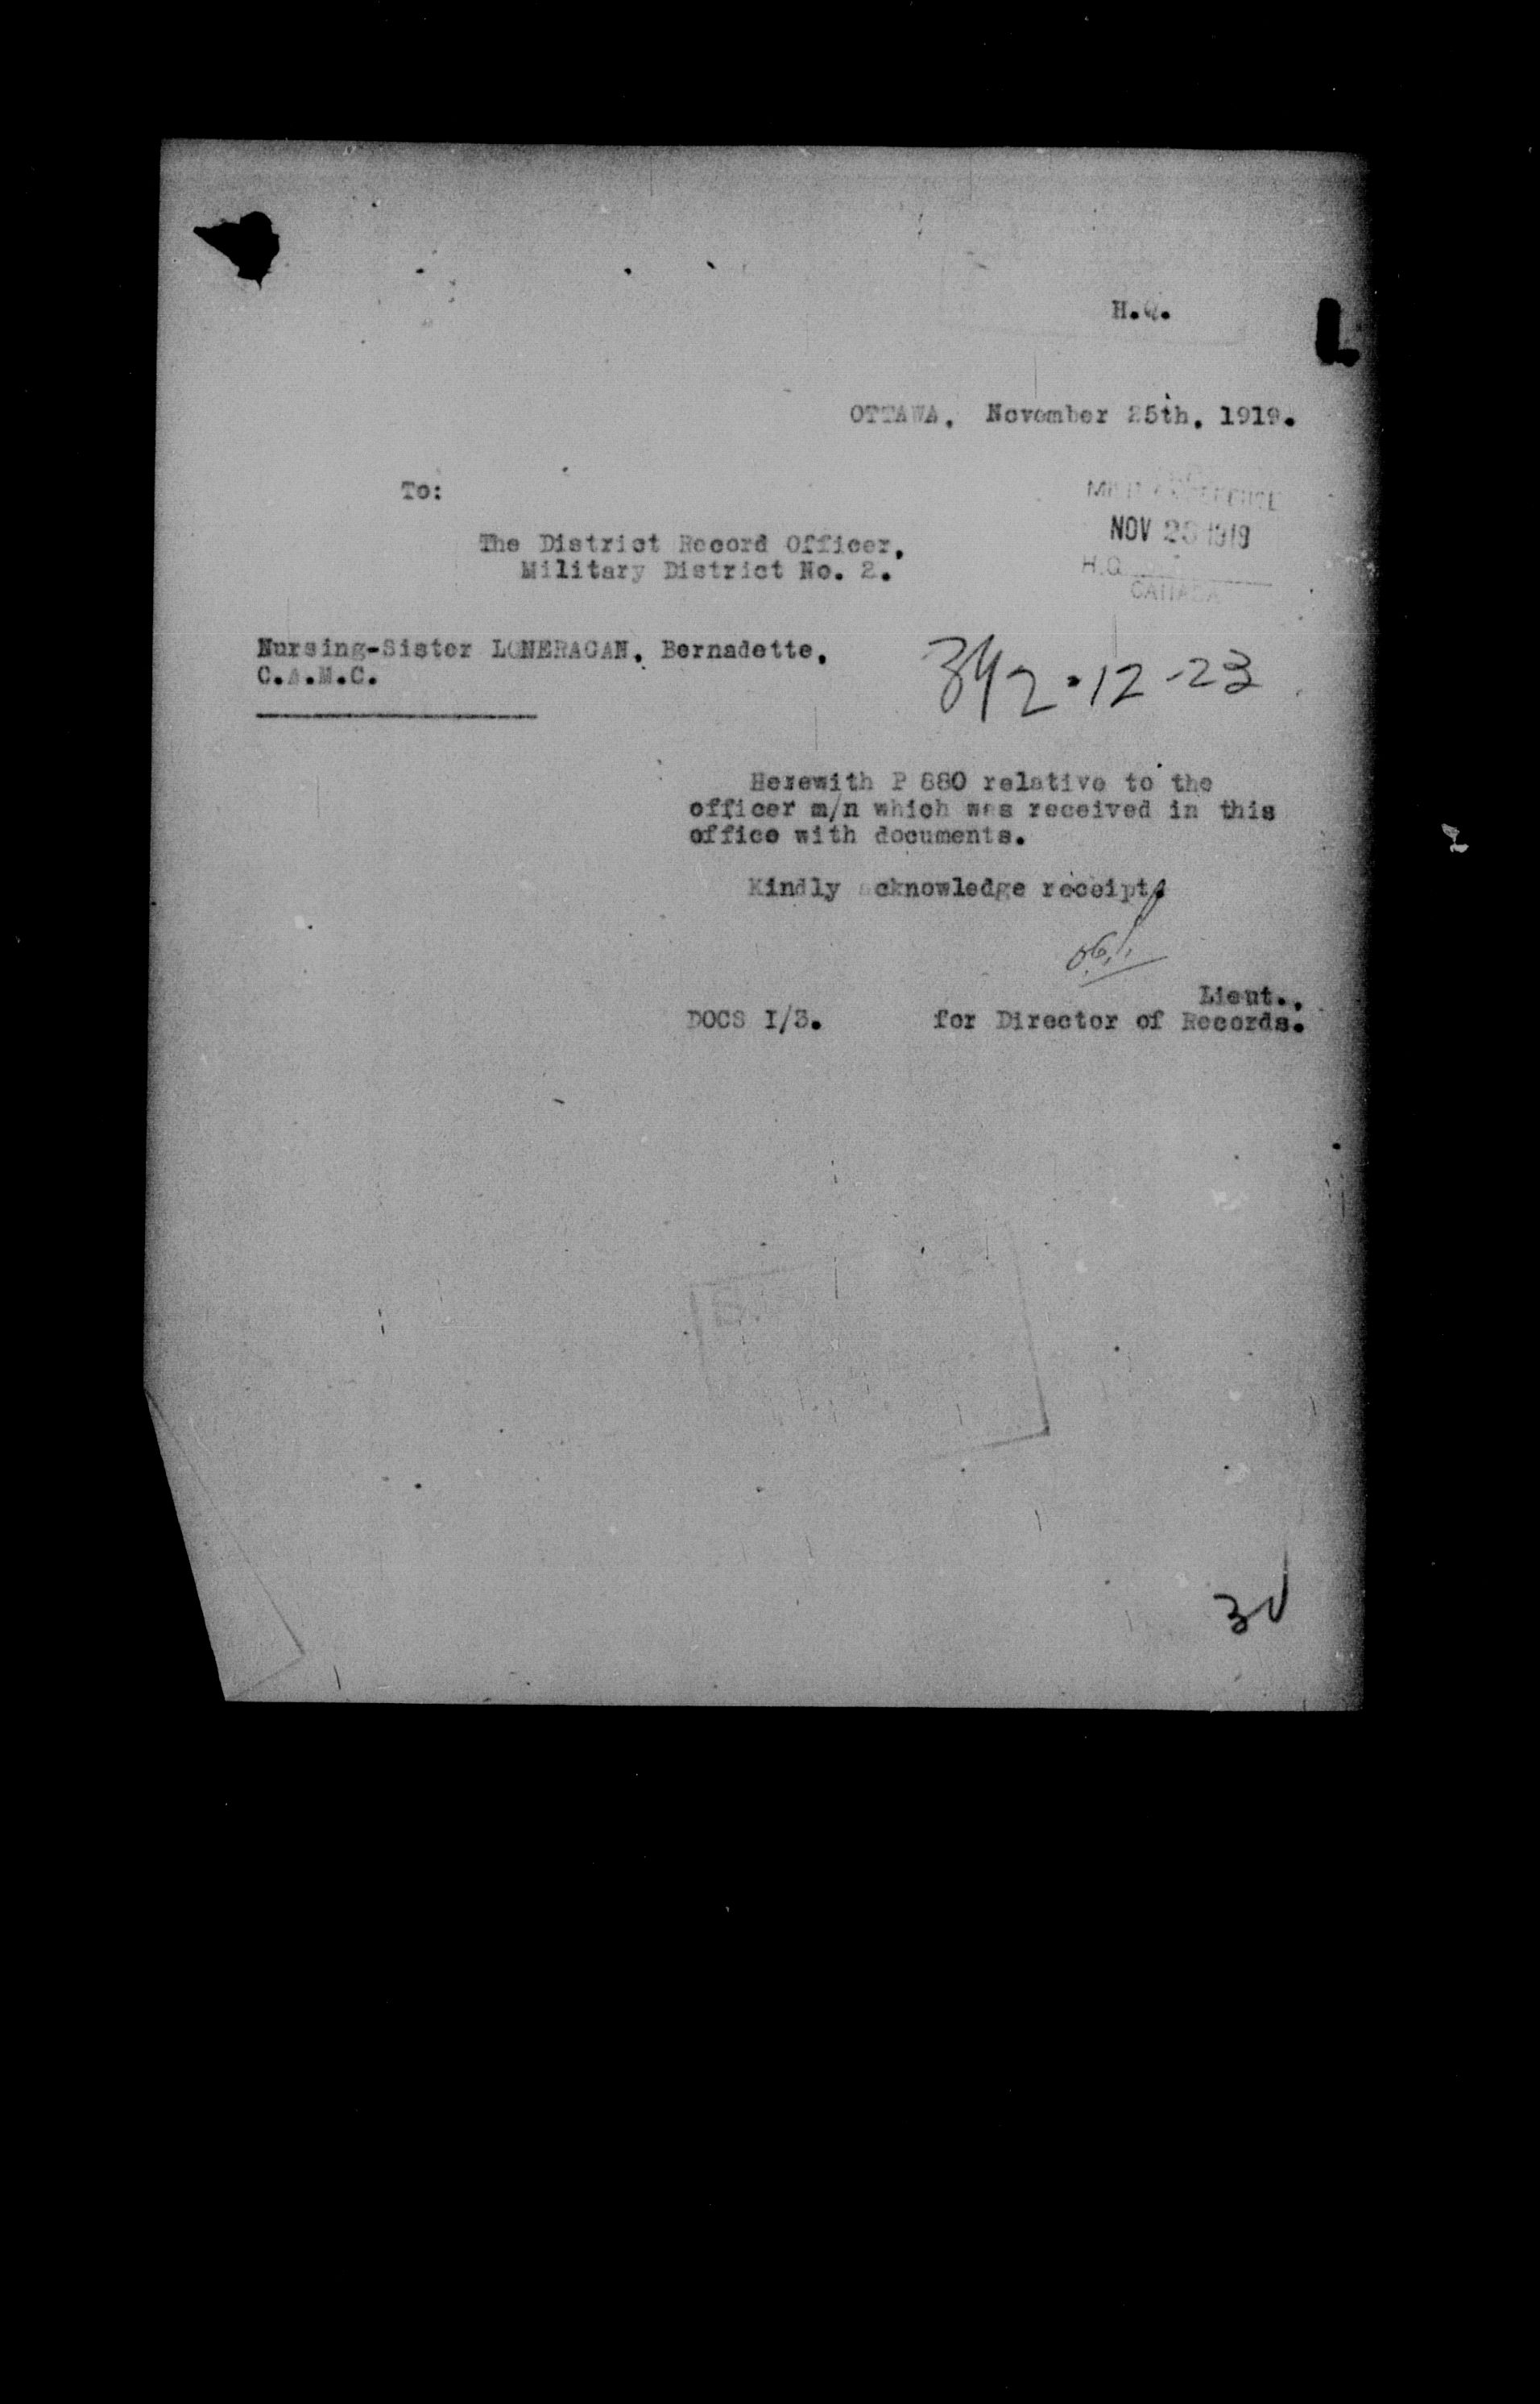 H.Q.
OTTAWA, November 25th, 1919.
To:
The District Record Officer,
Military District No. 2.
NOV 1919
H.Q.
CANADA
Nursing-Sister LONERAGAN, Bernadette,
C.A.M.C.
342-12-23
Herewith P 880 relative to the
officer m/n which was received in this
office with documents.
Kindly acknowledge receipt
Lieut.,
DOCS I/3. for Director of Records.